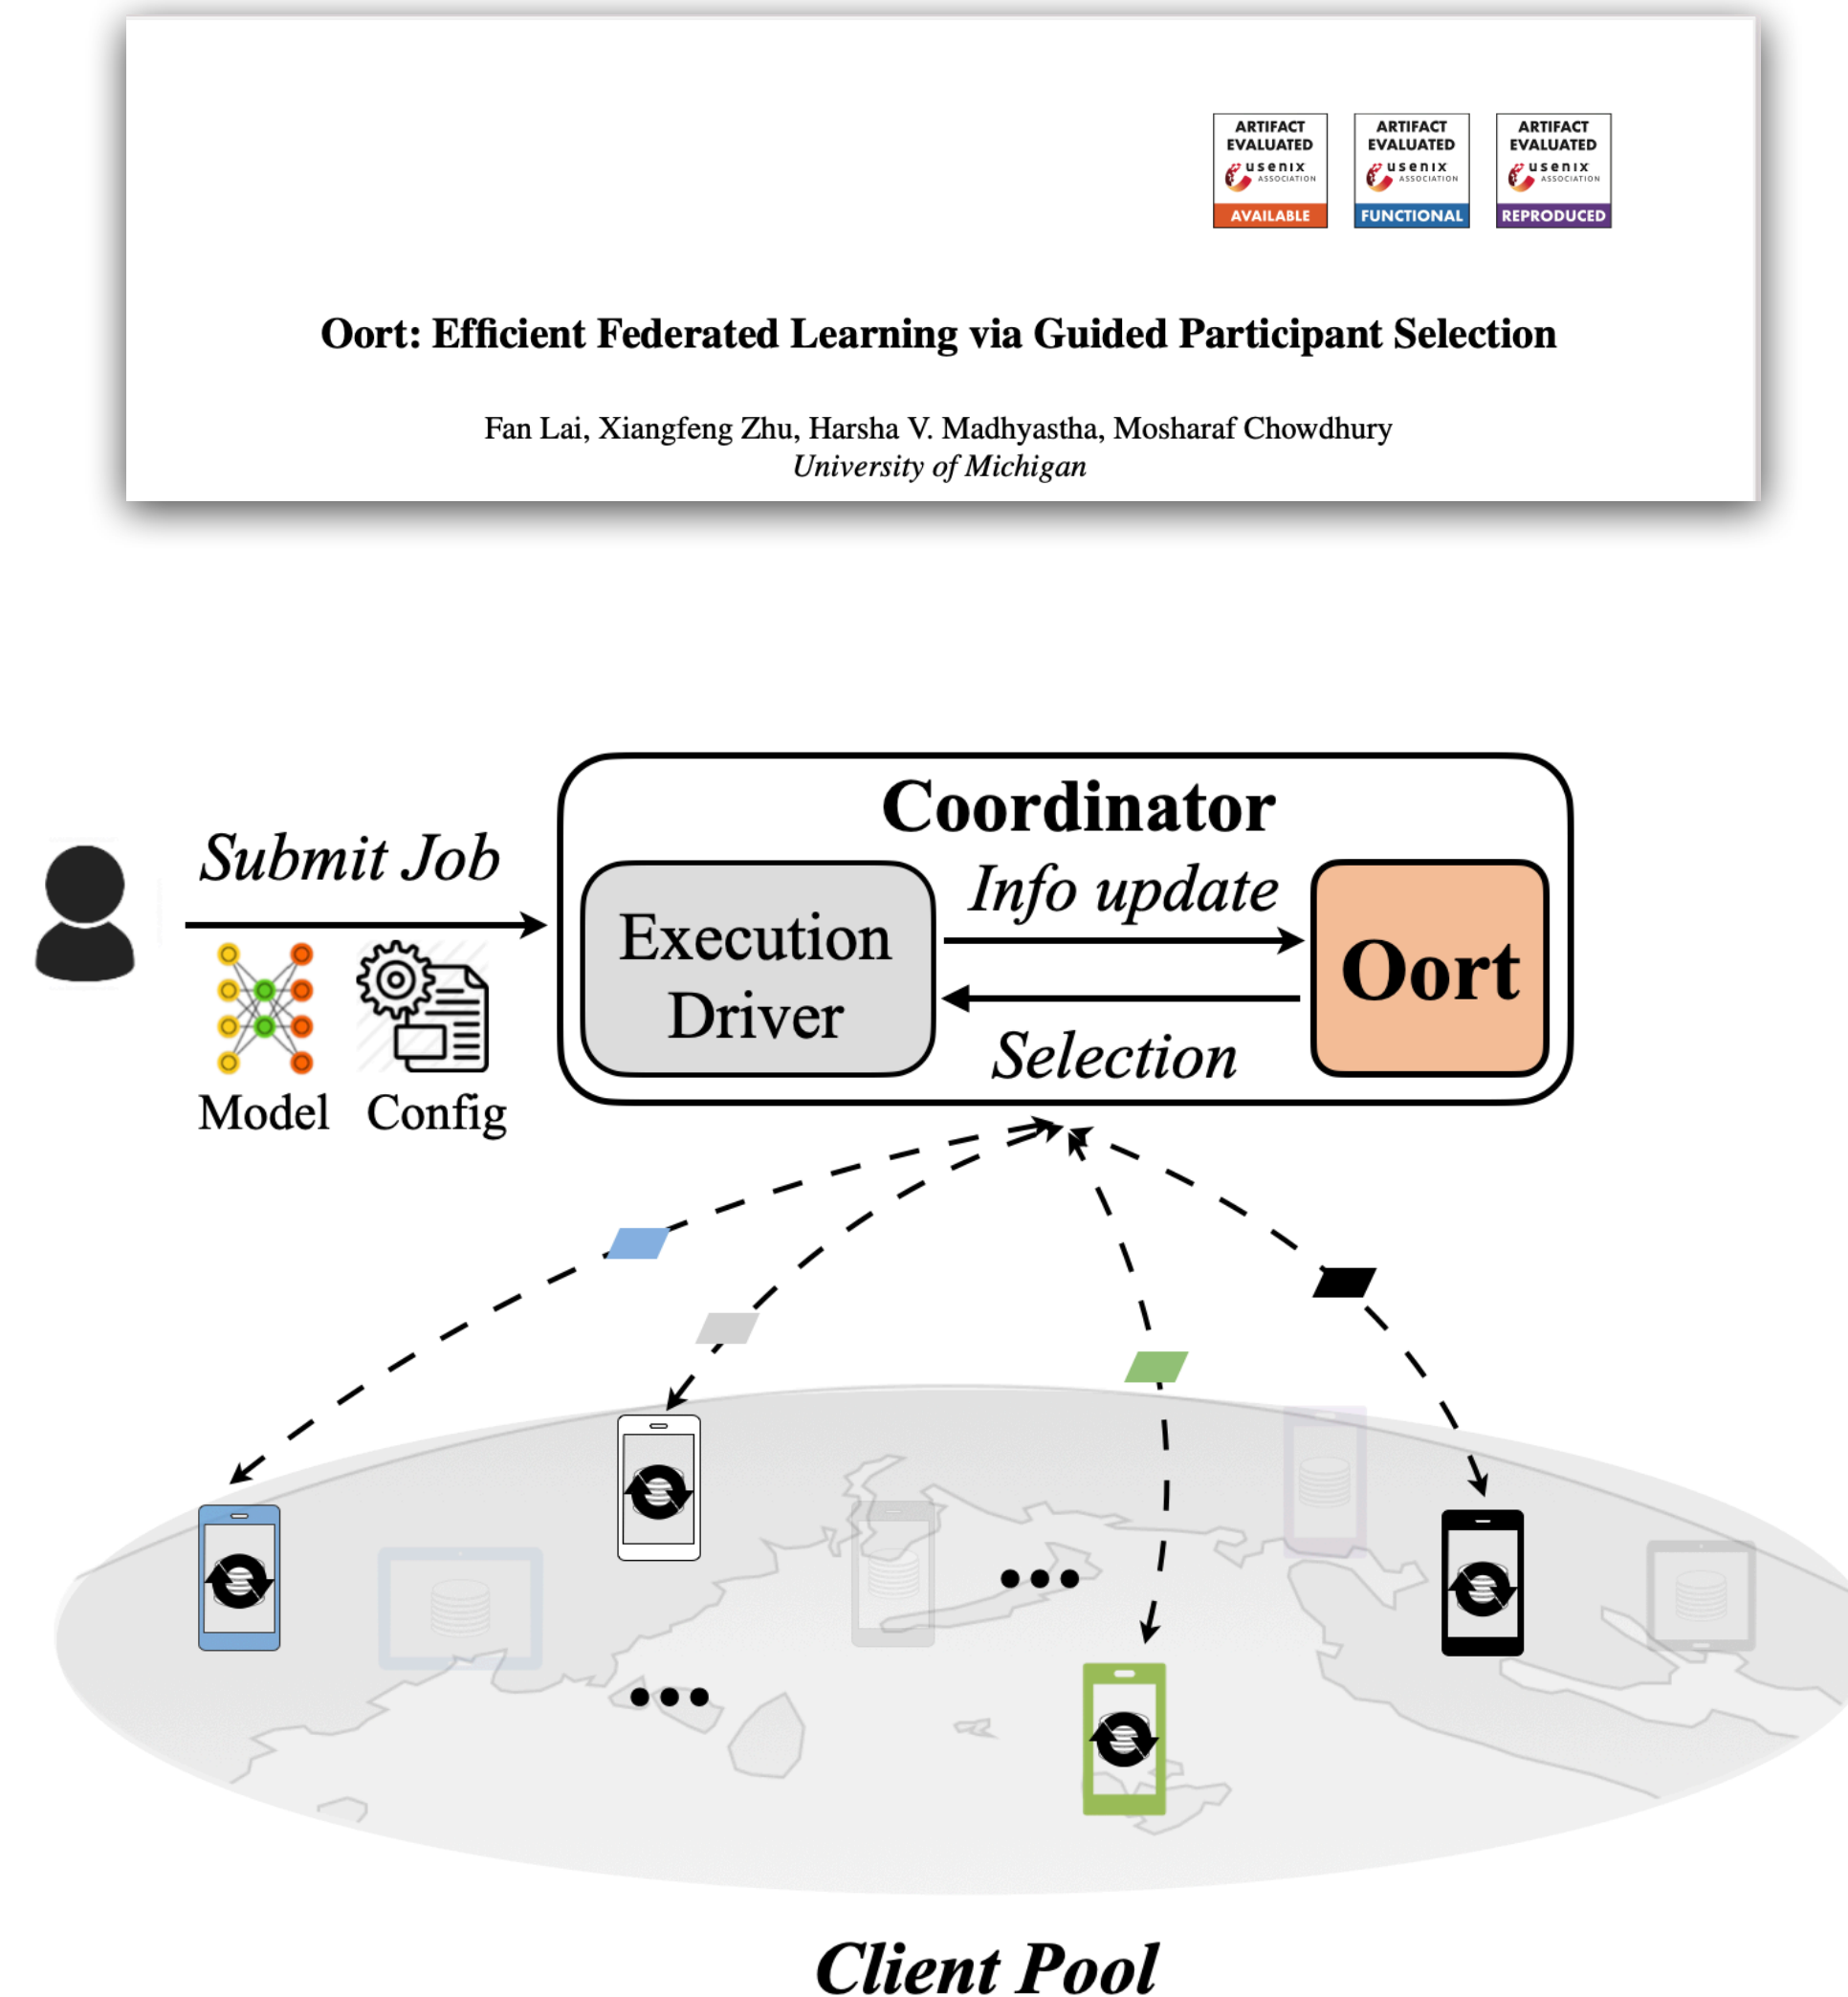 ARTIFACT
EVALUATED
usenix
ASSOCIATION
AVAILABLE
ARTIFACT
EVALUATED
usenix
ASSOCIATION
FUNCTIONAL
ARTIFACT
EVALUATED
usenix
ASSOCIATION
REPRODUCED
Oort: Efficient Federated Learning via Guided Participant Selection
Fan Lai, Xiangfeng Zhu, Harsha V. Madhyastha, Mosharaf Chowdhury
University of Michigan
Submit Job
Model
Config
Coordinator
Execution
Driver
Info update
Selection
Oort
Client Pool